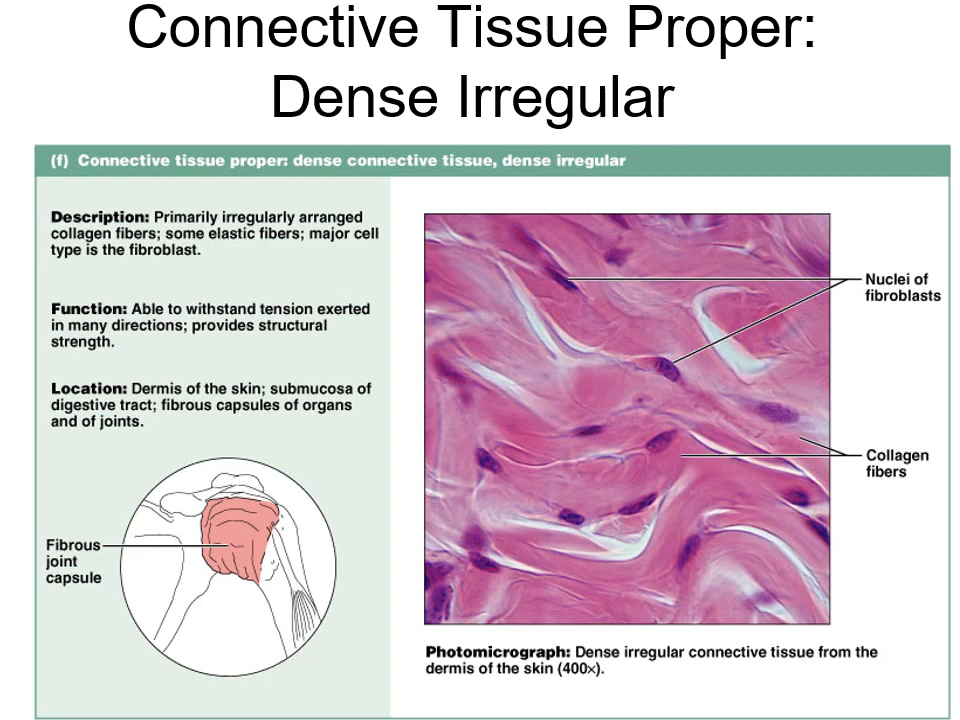 Connective Tissue Proper:
Dense Irregular
(f) Connective tissue proper: dense connective tissue, dense irregular
Description: Primarily irregularly arranged
collagen fibers; some elastic fibers; major cell
type is the fibroblast.
Function: Able to withstand tension exerted
in many directions; provides structural
strength.
Location: Dermis of the skin; submucosa of
digestive tract; fibrous capsules of organs
and of joints.
Fibrous
joint
capsule
Nuclei of
fibroblasts
Collagen
fibers
Photomicrograph: Dense irregular connective tissue from the
dermis of the skin (400×).